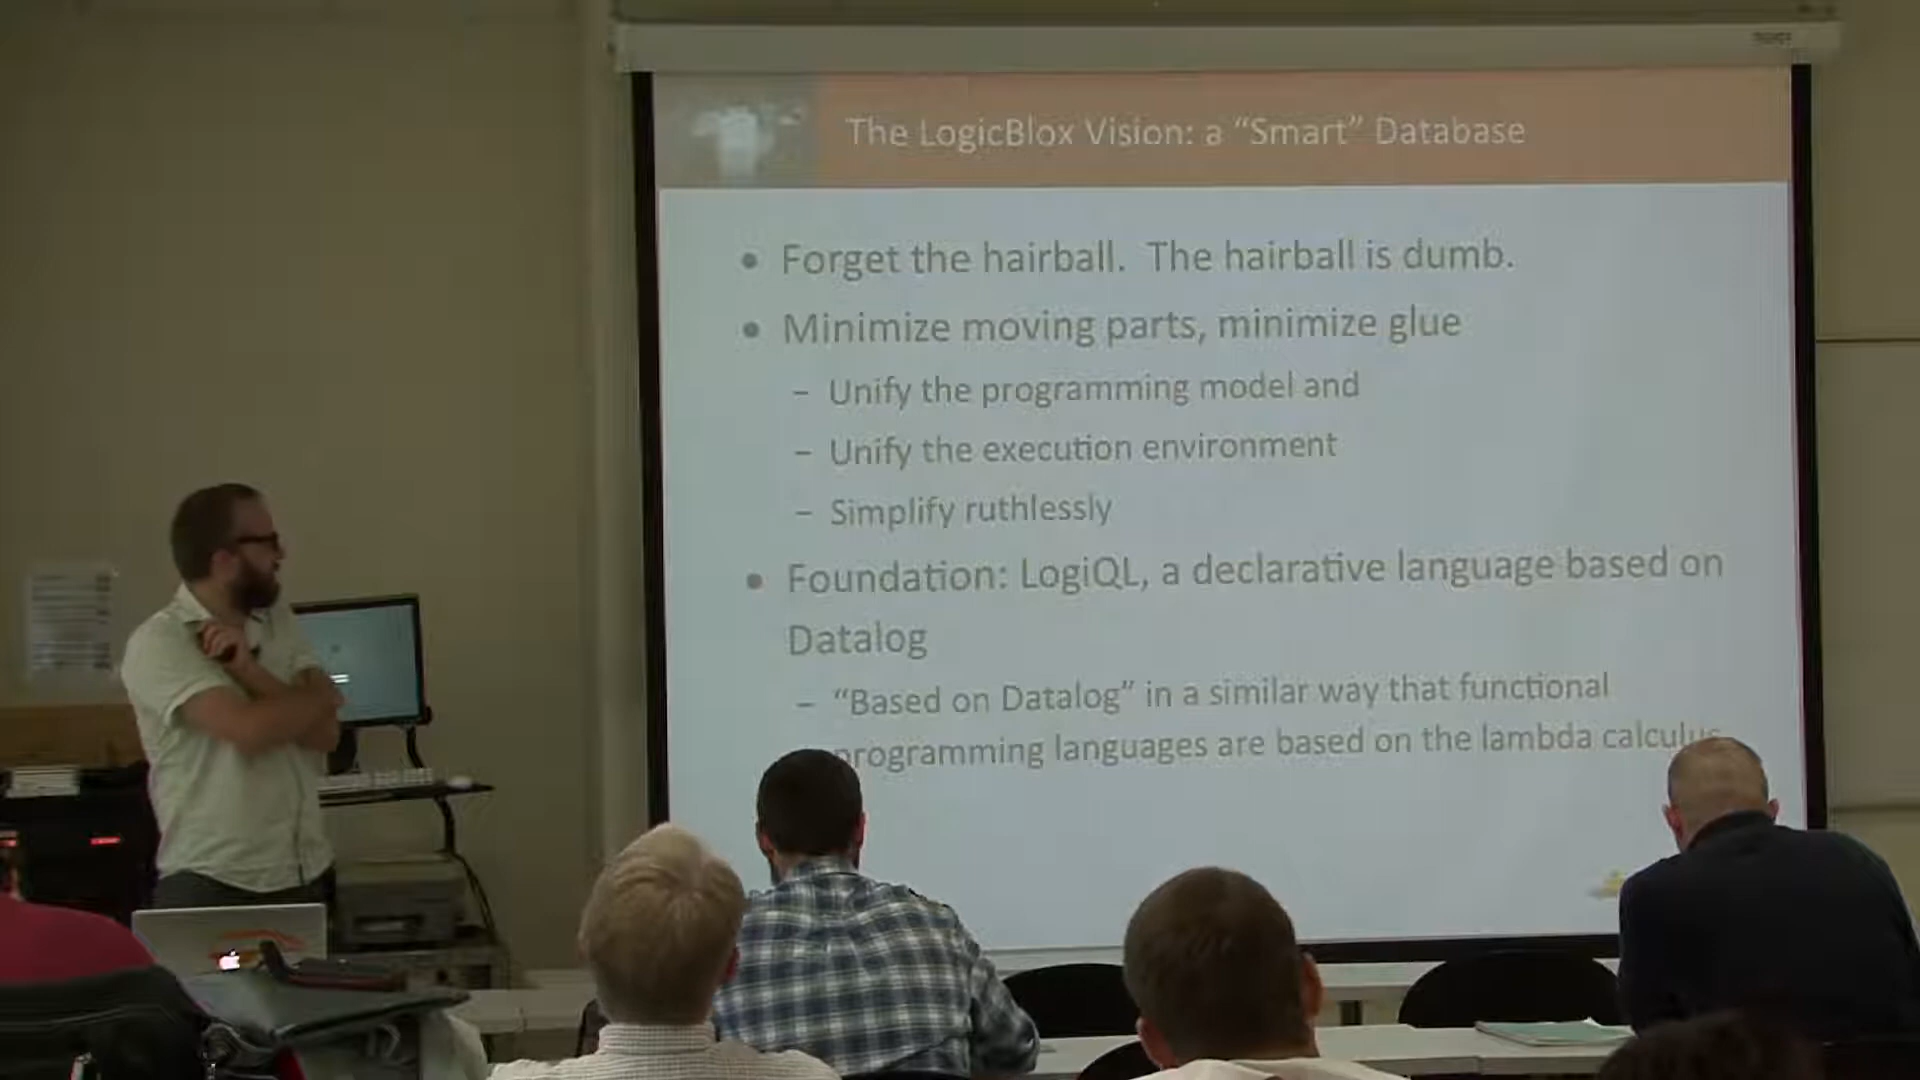 The LogicBlox Vision: a “Smart” Database
• Forget the hairball. The hairball is dumb.
• Minimize moving parts, minimize glue
– Unify the programming model and
– Unify the execution environment
– Simplify ruthlessly
• Foundation: LogiQL, a declarative language based on
Datalog
– “Based on Datalog” in a similar way that functional
programming languages are based on the lambda calculus